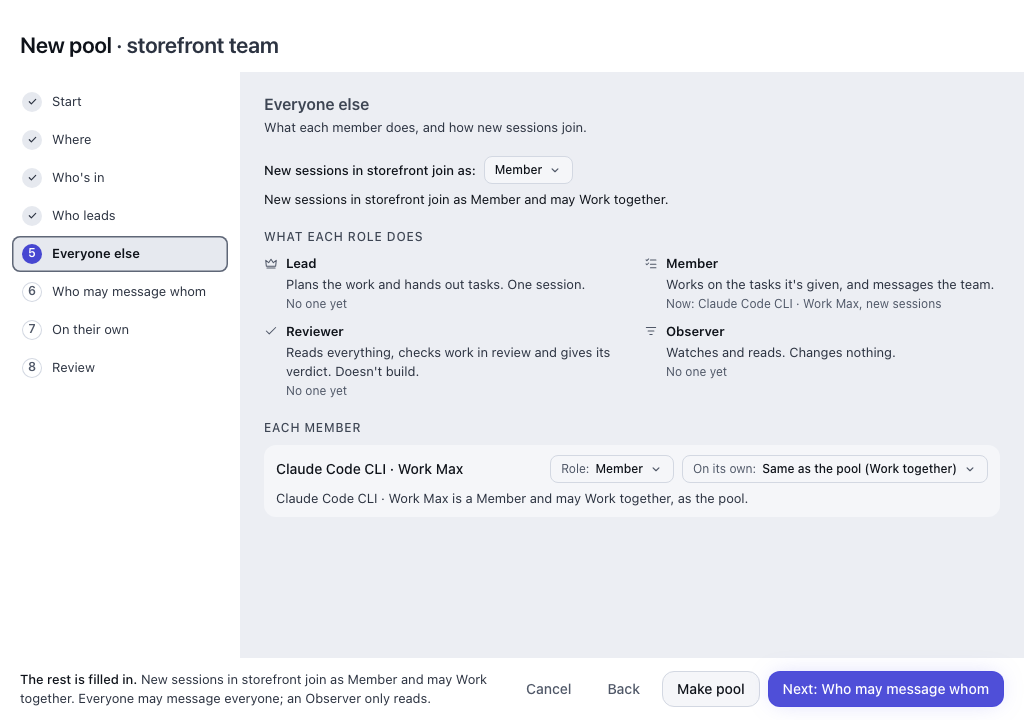 New pool · storefront team
Start
Where
Who's in
Who leads
5 Everyone else
6 Who may message whom
7 On their own
8 Review
Everyone else
What each member does, and how new sessions join.
New sessions in storefront join as: Member
New sessions in storefront join as Member and may Work together.
WHAT EACH ROLE DOES
Lead
Plans the work and hands out tasks. One session.
No one yet
Member
Works on the tasks it's given, and messages the team.
Now: Claude Code CLI · Work Max, new sessions
Reviewer
Reads everything, checks work in review and gives its
verdict. Doesn't build.
No one yet
Observer
Watches and reads. Changes nothing.
No one yet
EACH MEMBER
Claude Code CLI · Work Max Role: Member On its own: Same as the pool (Work together)
Claude Code CLI · Work Max is a Member and may Work together, as the pool.
The rest is filled in. New sessions in storefront join as Member and may Work
together. Everyone may message everyone; an Observer only reads.
Cancel Back Make pool Next: Who may message whom